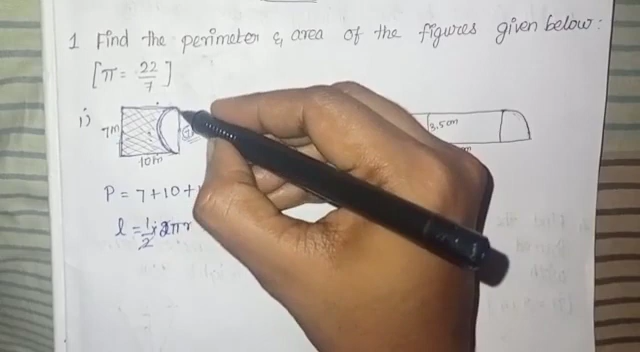 1 Find the perimeter & area of the figures given below:
[π = 22/7]
i)
7m
7
3.5cm
10m
m
P = 7+10+
l = 1/2 × 2πr